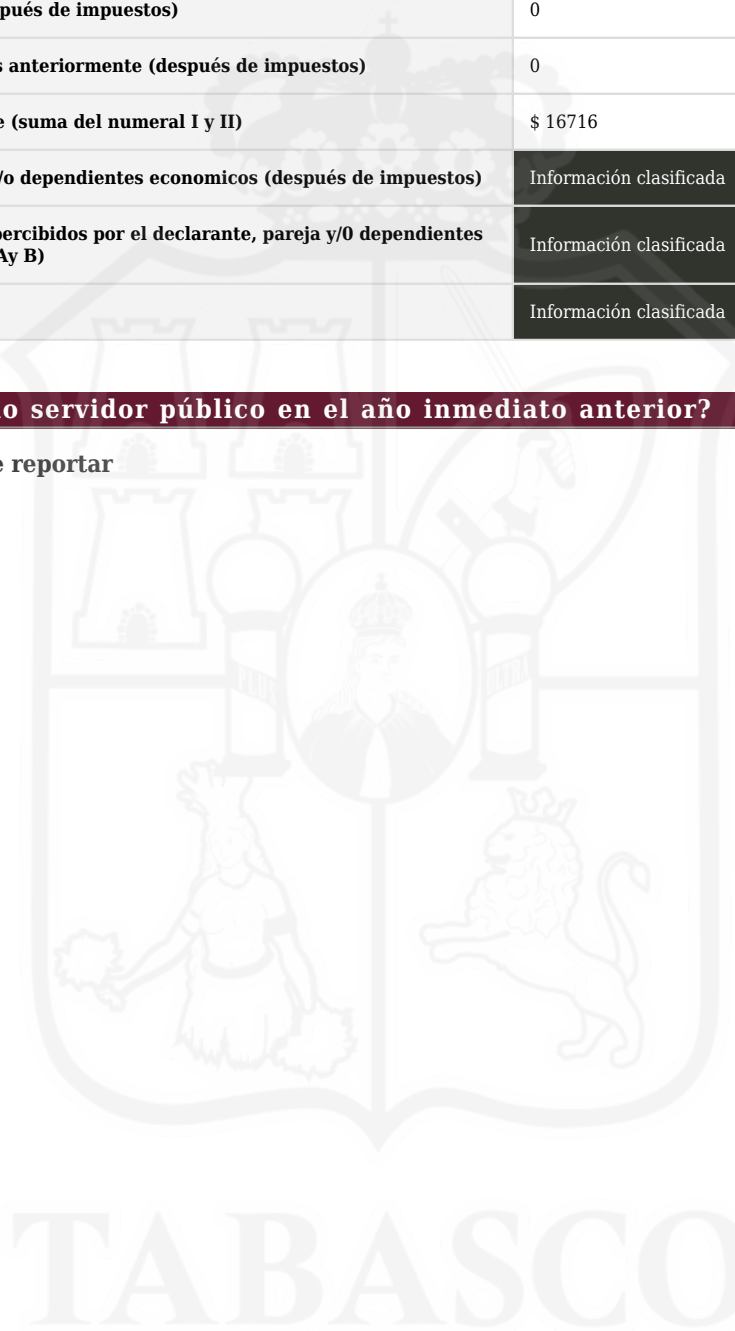 pués de impuestos)
0
s anteriormente (después de impuestos)
0
e (suma del numeral I y II)
$ 16716
/o dependientes economicos (después de impuestos)
Información clasificada
percibidos por el declarante, pareja y/0 dependientes
Ay B)
Información clasificada
Información clasificada
o servidor público en el año inmediato anterior?
e reportar
PLUS
ULTRA
TABASCO